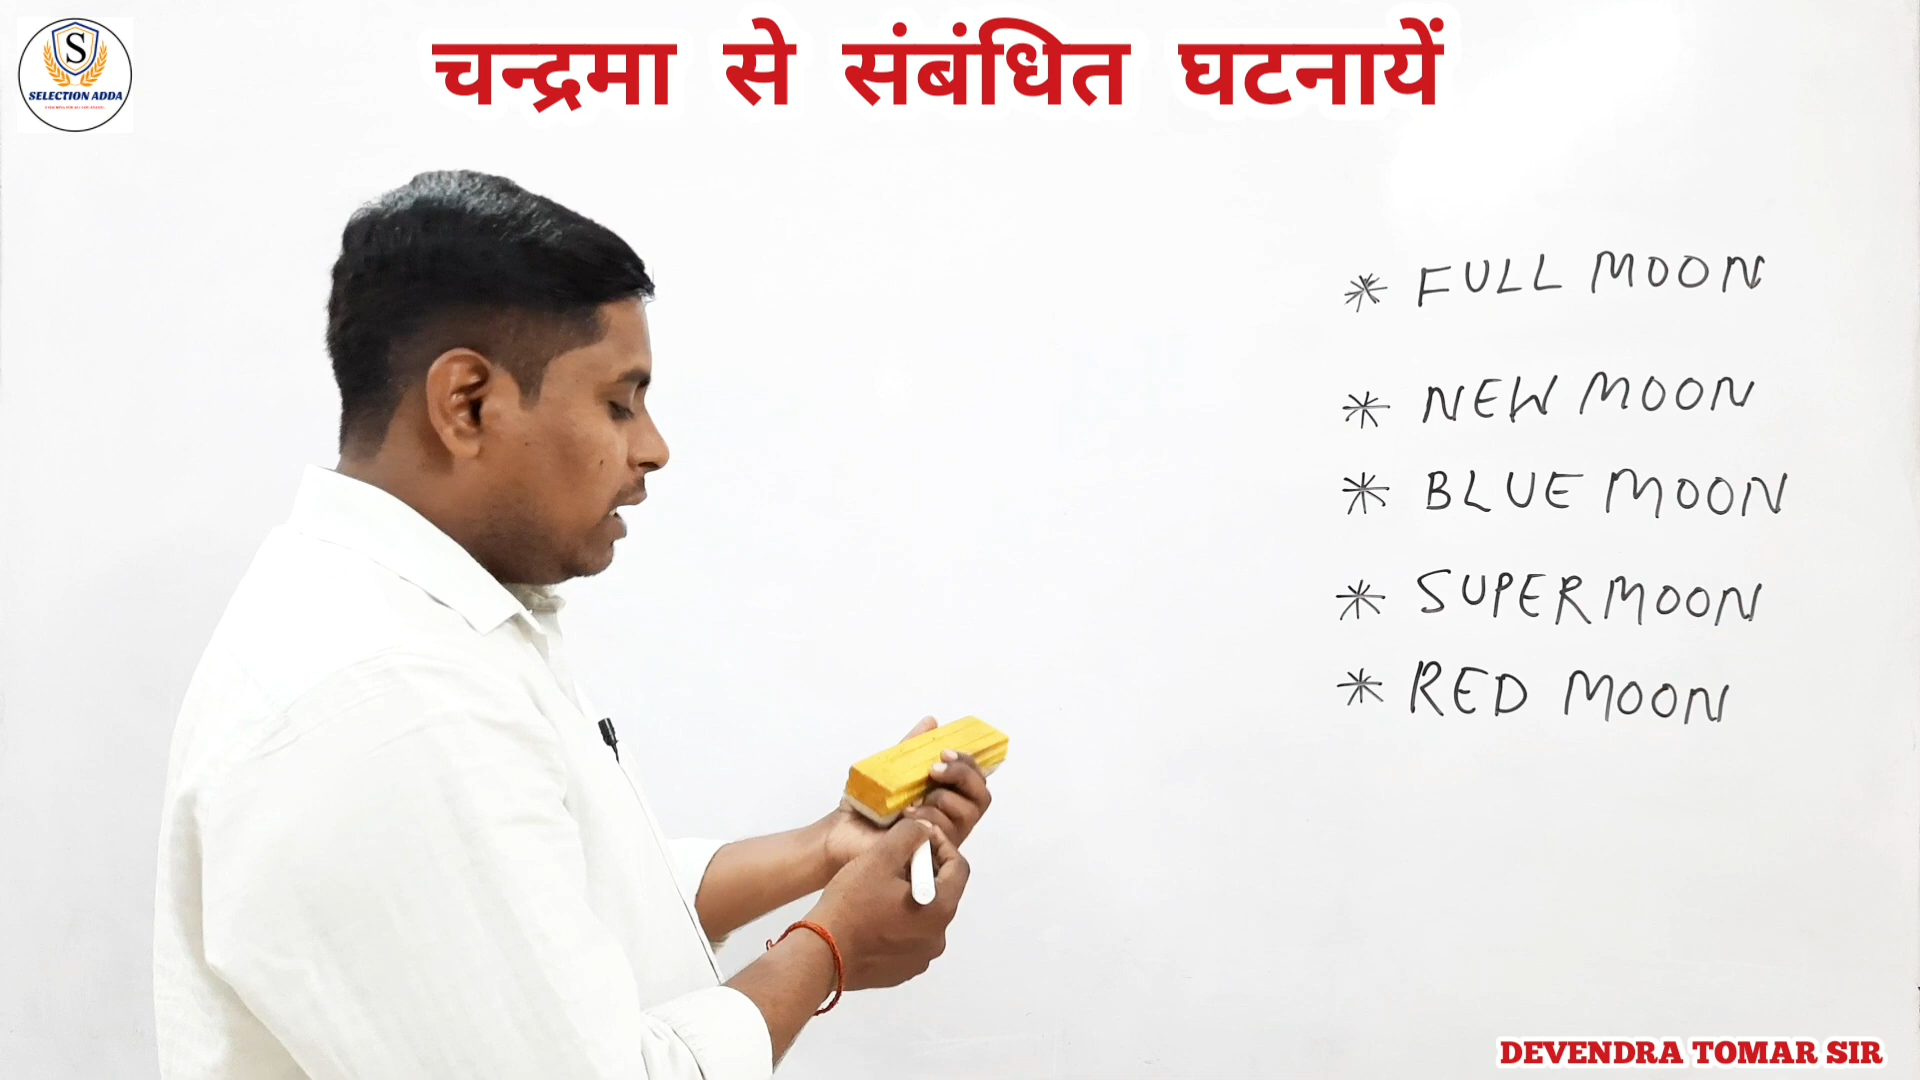 चन्द्रमा से संबंधित घटनायें
S
SELECTION ADDA
* FULL MOON
* NEW MOON
* BLUE MOON
* SUPERMOON
* RED MOON
DEVENDRA TOMAR SIR